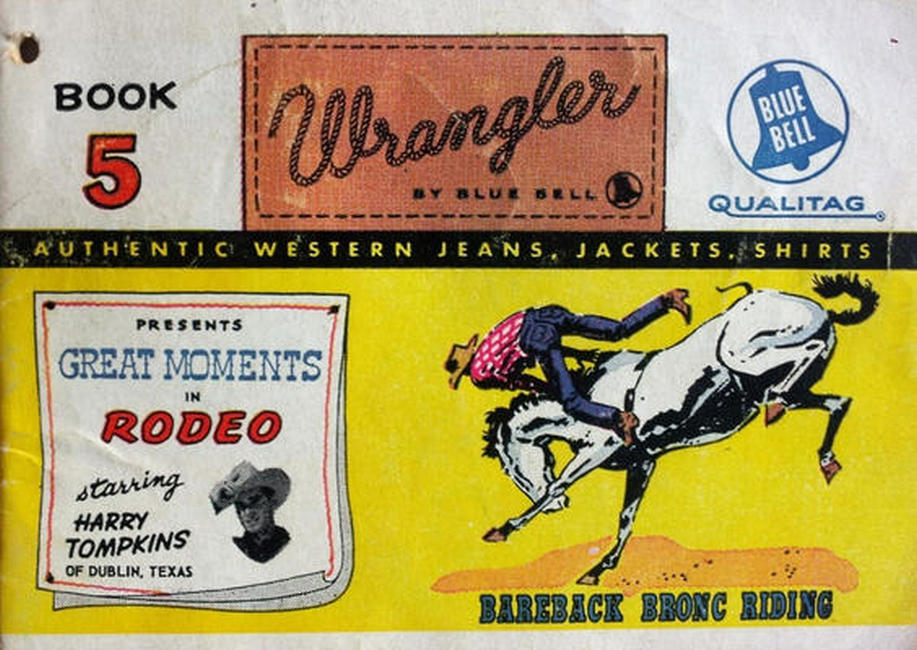 BOOK
5
Wrangler
BY BLUE BELL
BLUE
BELL
QUALITAG
AUTHENTIC WESTERN JEANS, JACKETS, SHIRTS
PRESENTS
GREAT MOMENTS
IN
RODEO
starring
HARRY
TOMPKINS
OF DUBLIN, TEXAS
BAREBACK BRONC RIDING